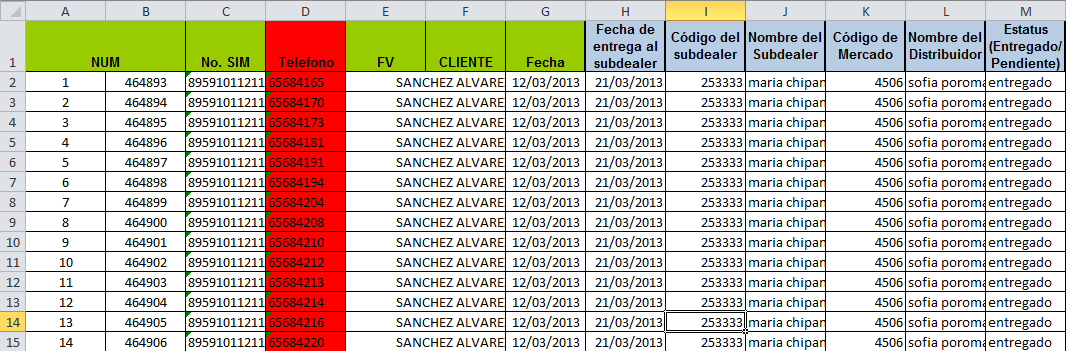 A B C D E F G H I J K L M
1 NUM No. SIM Telefono FV CLIENTE Fecha Fecha de entrega al subdealer Código del subdealer Nombre del Subdealer Código de Mercado Nombre del Distribuidor Estatus (Entregado/ Pendiente)
2 1 464893 89591011211 65684165 SANCHEZ ALVARE 12/03/2013 21/03/2013 253333 maria chipan 4506 sofia poroma entregado
3 2 464894 89591011211 65684170 SANCHEZ ALVARE 12/03/2013 21/03/2013 253333 maria chipan 4506 sofia poroma entregado
4 3 464895 89591011211 65684173 SANCHEZ ALVARE 12/03/2013 21/03/2013 253333 maria chipan 4506 sofia poroma entregado
5 4 464896 89591011211 65684181 SANCHEZ ALVARE 12/03/2013 21/03/2013 253333 maria chipan 4506 sofia poroma entregado
6 5 464897 89591011211 65684191 SANCHEZ ALVARE 12/03/2013 21/03/2013 253333 maria chipan 4506 sofia poroma entregado
7 6 464898 89591011211 65684194 SANCHEZ ALVARE 12/03/2013 21/03/2013 253333 maria chipan 4506 sofia poroma entregado
8 7 464899 89591011211 65684204 SANCHEZ ALVARE 12/03/2013 21/03/2013 253333 maria chipan 4506 sofia poroma entregado
9 8 464900 89591011211 65684208 SANCHEZ ALVARE 12/03/2013 21/03/2013 253333 maria chipan 4506 sofia poroma entregado
10 9 464901 89591011211 65684210 SANCHEZ ALVARE 12/03/2013 21/03/2013 253333 maria chipan 4506 sofia poroma entregado
11 10 464902 89591011211 65684212 SANCHEZ ALVARE 12/03/2013 21/03/2013 253333 maria chipan 4506 sofia poroma entregado
12 11 464903 89591011211 65684213 SANCHEZ ALVARE 12/03/2013 21/03/2013 253333 maria chipan 4506 sofia poroma entregado
13 12 464904 89591011211 65684214 SANCHEZ ALVARE 12/03/2013 21/03/2013 253333 maria chipan 4506 sofia poroma entregado
14 13 464905 89591011211 65684216 SANCHEZ ALVARE 12/03/2013 21/03/2013 253333 maria chipan 4506 sofia poroma entregado
15 14 464906 89591011211 65684220 SANCHEZ ALVARE 12/03/2013 21/03/2013 253333 maria chipan 4506 sofia poroma entregado